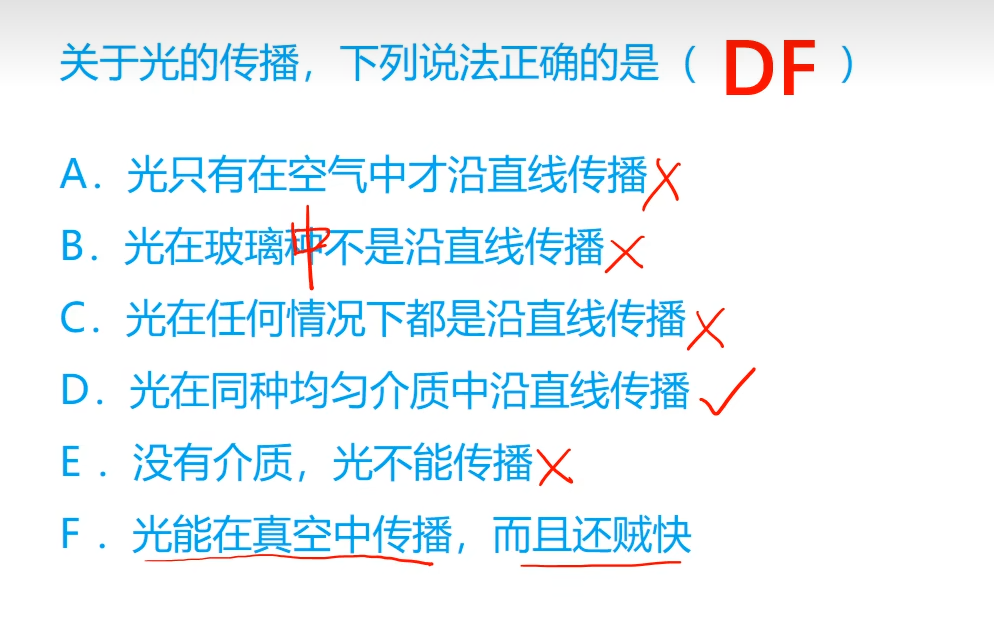 关于光的传播，下列说法正确的是（ DF ）
A．光只有在空气中才沿直线传播×
B．光在玻璃种中不是沿直线传播×
C．光在任何情况下都是沿直线传播×
D．光在同种均匀介质中沿直线传播✓
E．没有介质，光不能传播×
F．光能在真空中传播，而且还贼快